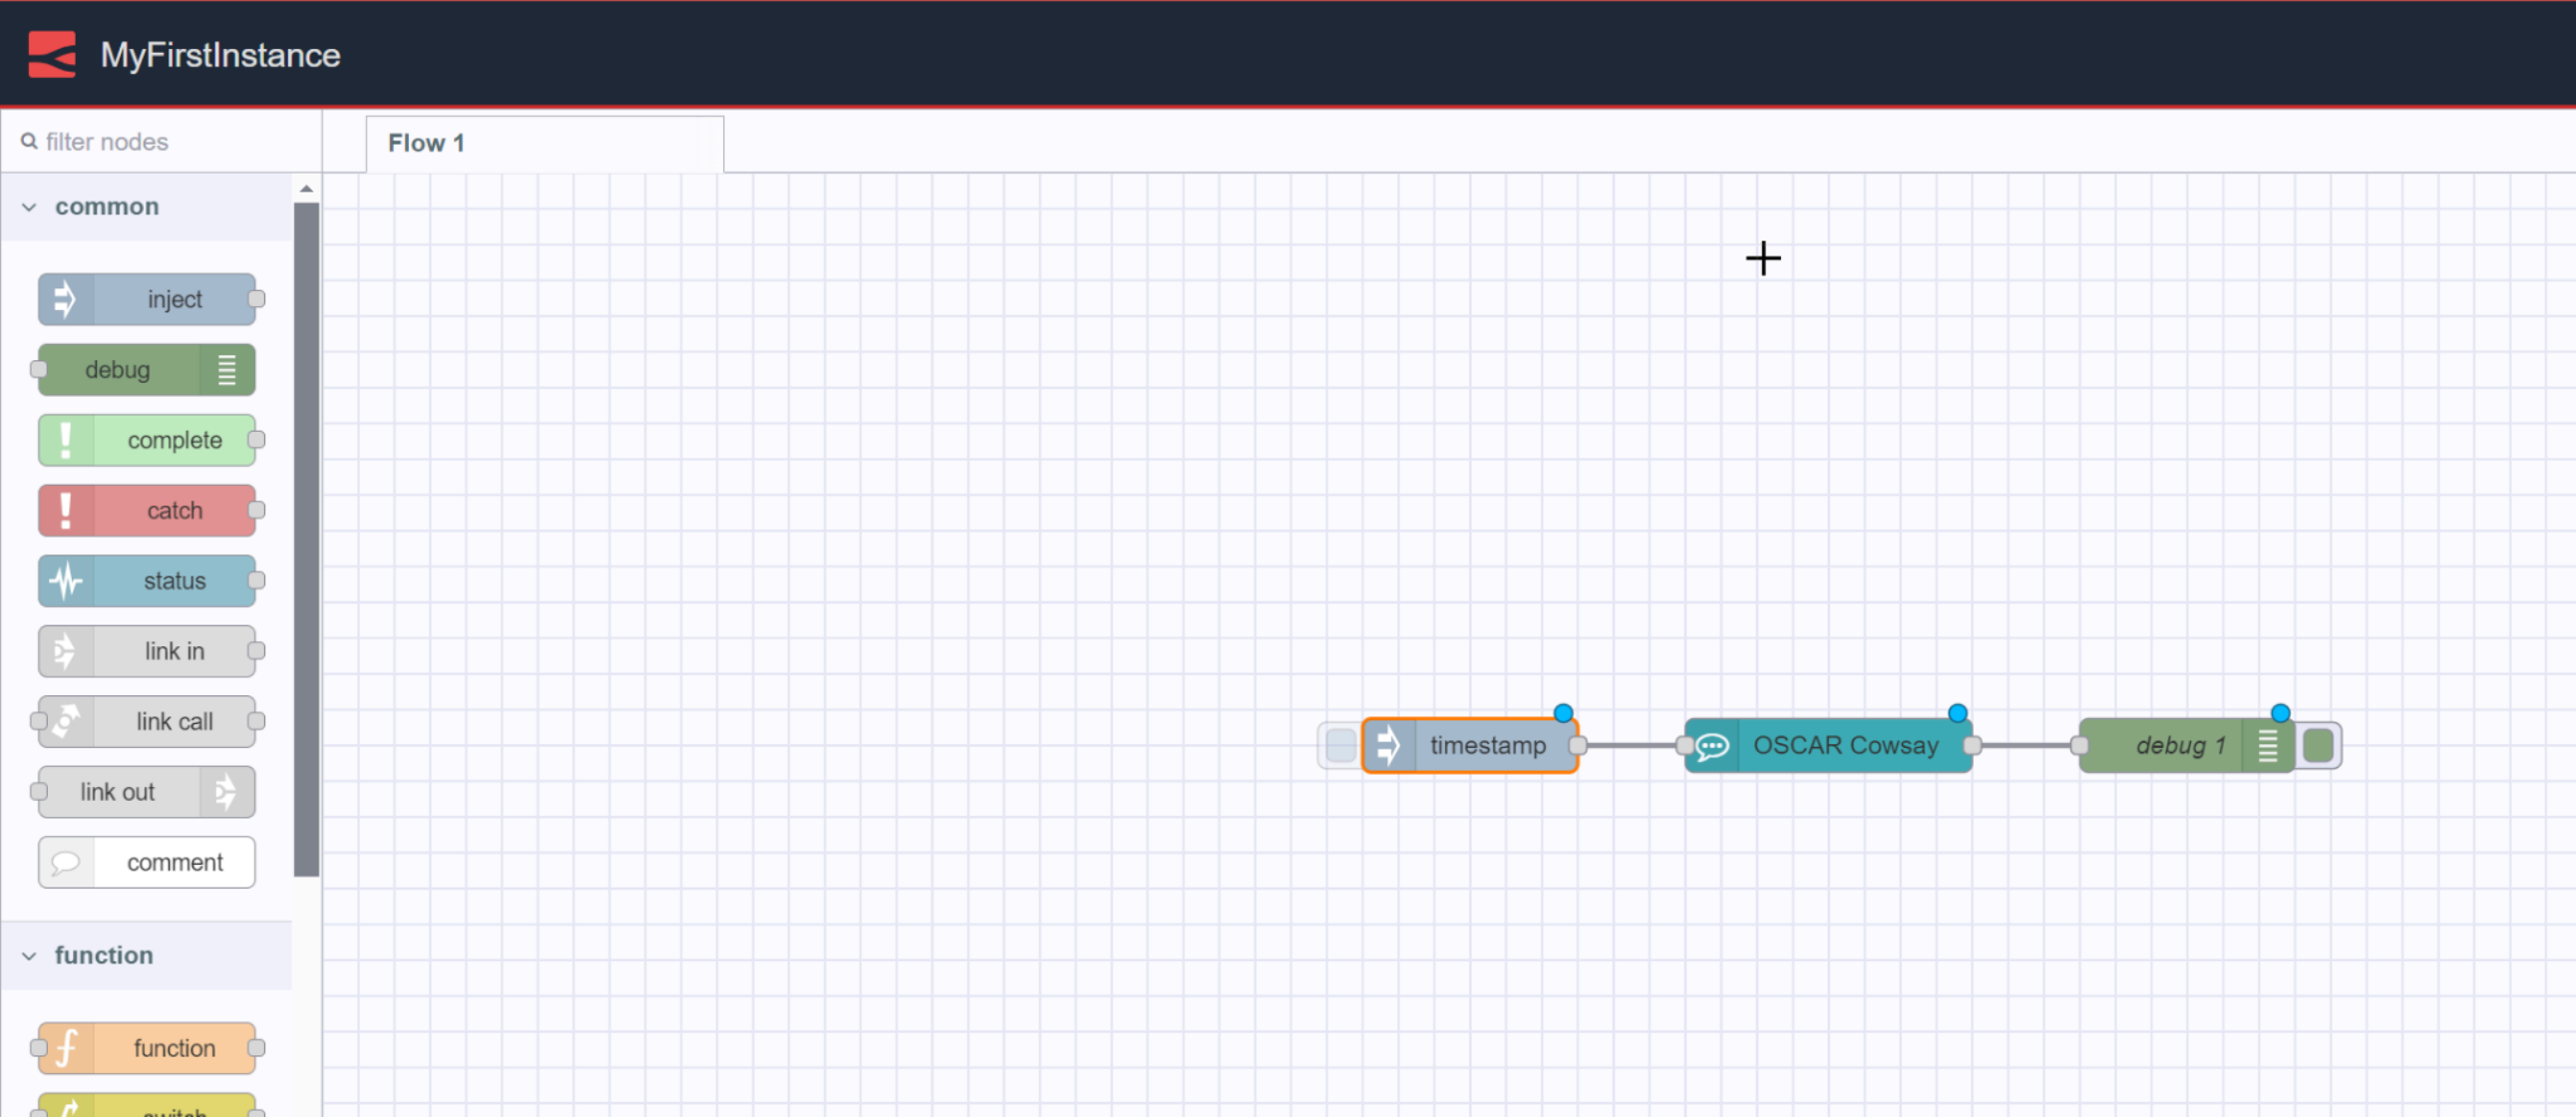 MyFirstInstance
filter nodes
Flow 1
common
inject
debug
complete
catch
status
link in
link call
link out
comment
function
function
switch
timestamp
OSCAR Cowsay
debug 1